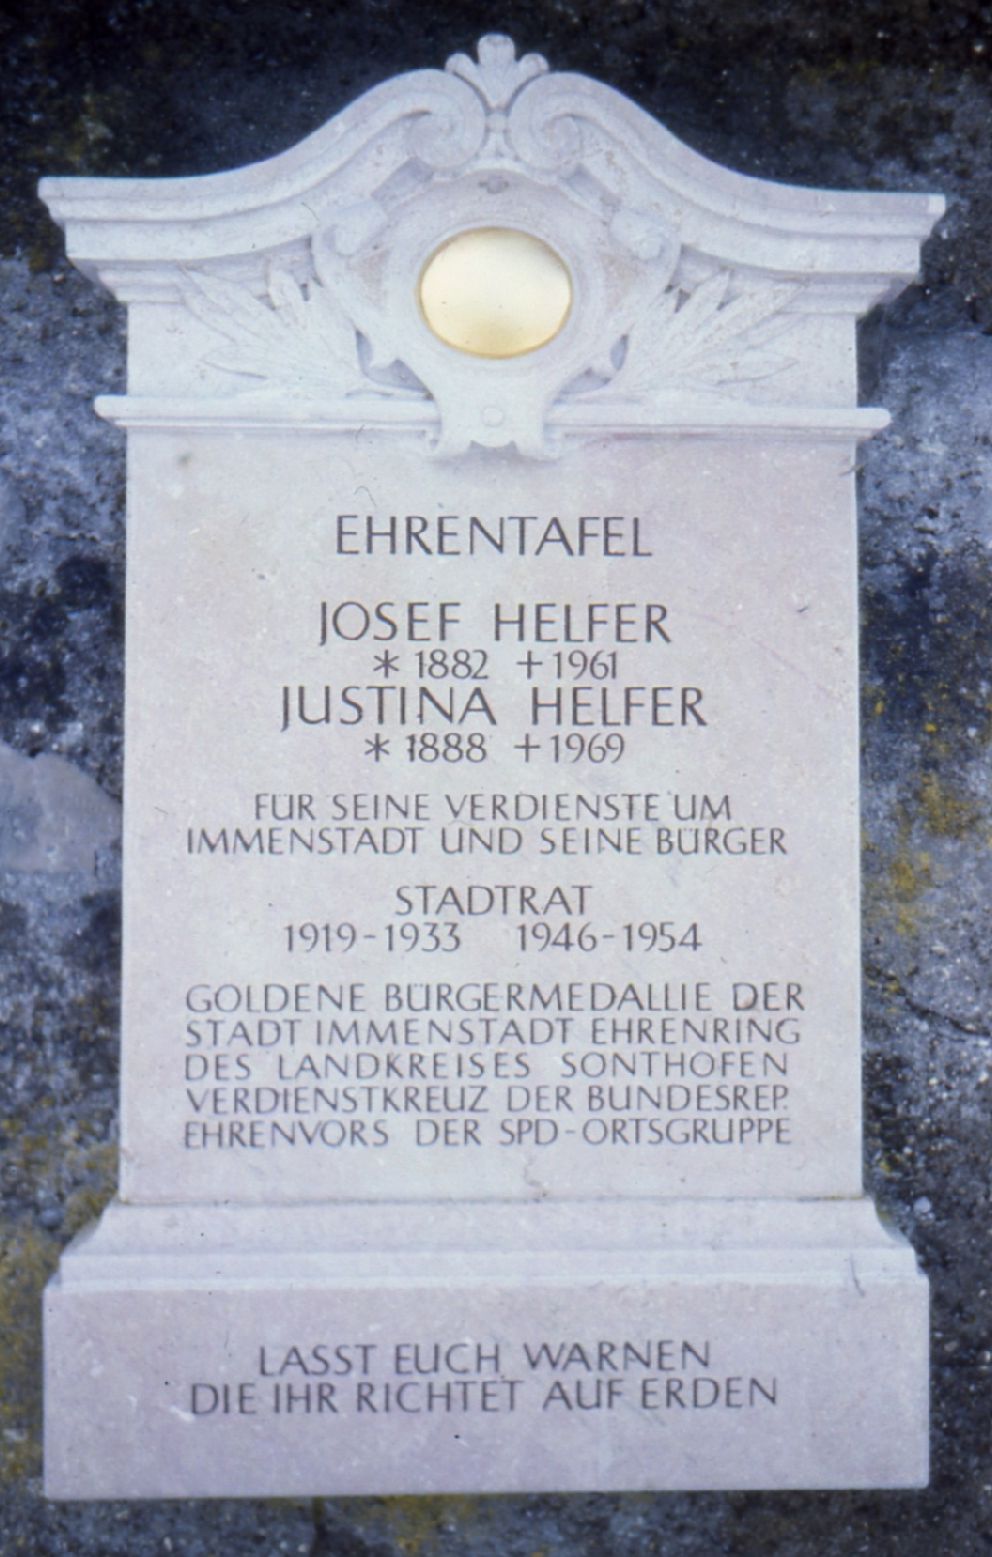 EHRENTAFEL
JOSEF HELFER
* 1882 + 1961
JUSTINA HELFER
* 1888 + 1969
FÜR SEINE VERDIENSTE UM
IMMENSTADT UND SEINE BÜRGER
STADTRAT
1919-1933 1946-1954
GOLDENE BÜRGERMEDALLIE DER
STADT IMMENSTADT EHRENRING
DES LANDKREISES SONTHOFEN
VERDIENSTKREUZ DER BUNDESREP.
EHRENVORS DER SPD-ORTSGRUPPE
LASST EUCH WARNEN
DIE IHR RICHTET AUF ERDEN